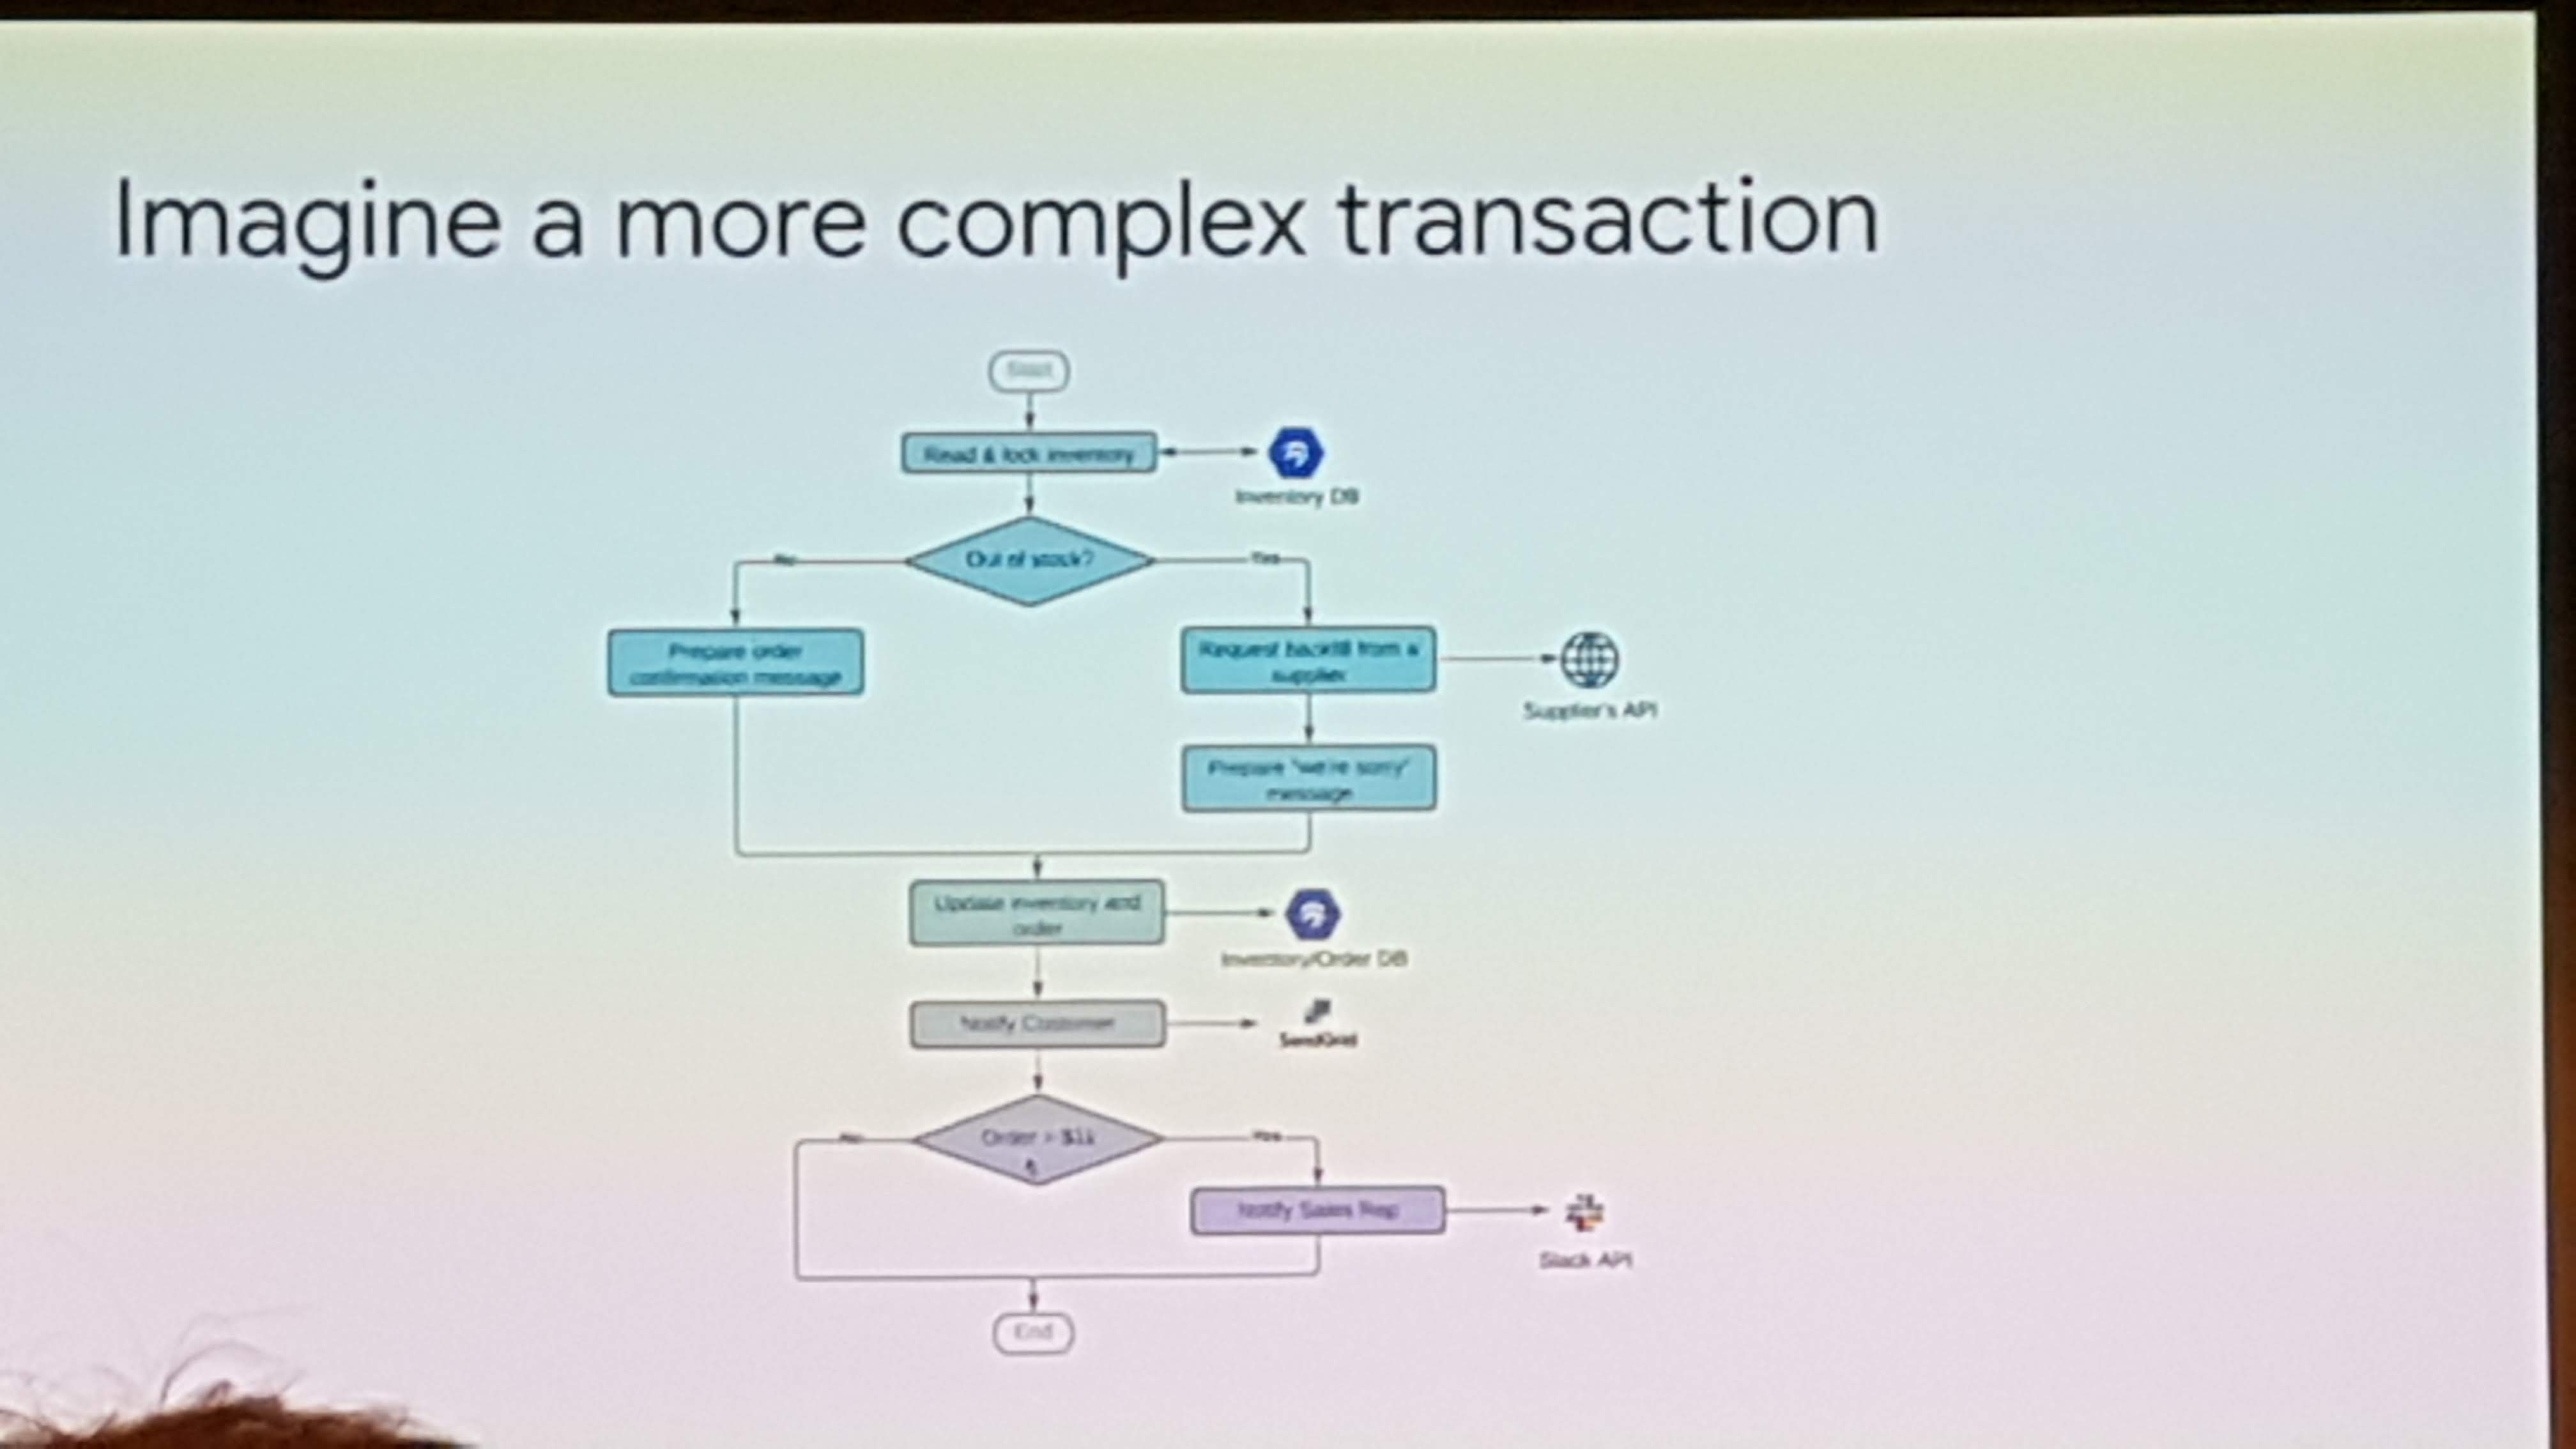 Imagine a more complex transaction
Start
Read & lock inventory
Inventory DB
Out of stock?
No
Yes
Prepare order
confirmation message
Request backfill from a
supplier
Supplier's API
Prepare "we're sorry"
message
Update inventory and
order
Inventory/Order DB
Notify Customer
SendGrid
Order > $1k
No
Yes
Notify Sales Rep
Slack API
End